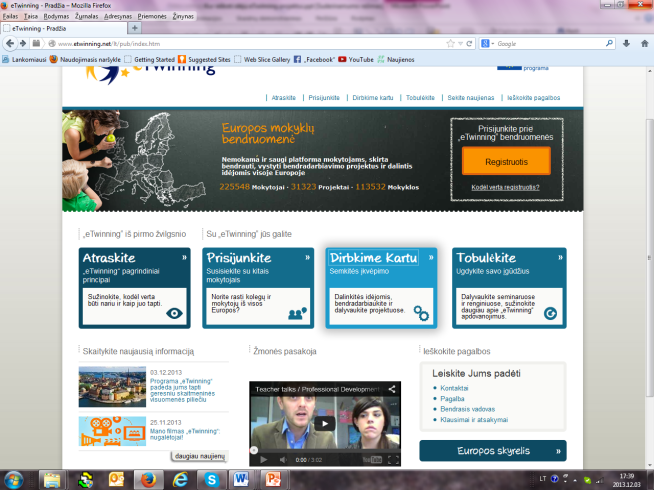 eTwinning - Pradžia - Mozilla Firefox
Failas Taisa Rodymas Žurnalas Adresynas Priemonės Žinynas
eTwinning - Pradžia
www.etwinning.net/lt/pub/index.htm
Google
Lankomiausi Naudojimasis naršykle Getting Started Suggested Sites Web Slice Gallery „Facebook“ YouTube Naujienos
eTwinning
programa
Atraskite Prisijunkite Dirbkime kartu Tobulėkite Sekite naujienas Ieškokite pagalbos
Europos mokyklų
bendruomenė
Nemokama ir saugi platforma mokytojams, skirta
bendrauti, vystyti bendradarbiavimo projektus ir dalintis
idėjomis visoje Europoje
225548 Mokytojai · 31323 Projektai · 113532 Mokyklos
Prisijunkite prie
„eTwinning“ bendruomenės
Registruotis
Kodėl verta registruotis?
„eTwinning“ iš pirmo žvilgsnio
Su „eTwinning“ jūs galite
Atraskite »
„eTwinning“ pagrindiniai
principai
Sužinokite, kodėl verta
būti nariu ir kaip juo tapti.
Prisijunkite »
Susisiekite su kitais
mokytojais
Norite rasti kolegų ir
mokytojų iš visos
Europos?
Dirbkime Kartu »
Semkitės įkvėpimo
Dalinkitės idėjomis,
bendradarbiaukite ir
dalyvaukite projektuose.
Tobulėkite »
Ugdykite savo įgūdžius
Dalyvaukite seminaruose
ir renginiuose, sužinokite
daugiau apie „eTwinning“
apdovanojimus.
Skaitykite naujausią informaciją
03.12.2013
Programa „eTwinning“
padeda jums tapti
geresniu skaitmeninės
visuomenės piliečiu
25.11.2013
Mano filmas „eTwinning“:
nugalėtojai!
daugiau naujienų
Žmonės pasakoja
Teacher talks / Professional Development
0:00 / 3:02
YouTube
Ieškokite pagalbos
Leiskite Jums padėti
Kontaktai
Pagalba
Bendrasis vadovas
Klausimai ir atsakymai
Europos skyrelis »
LT
17:39
2013.12.03